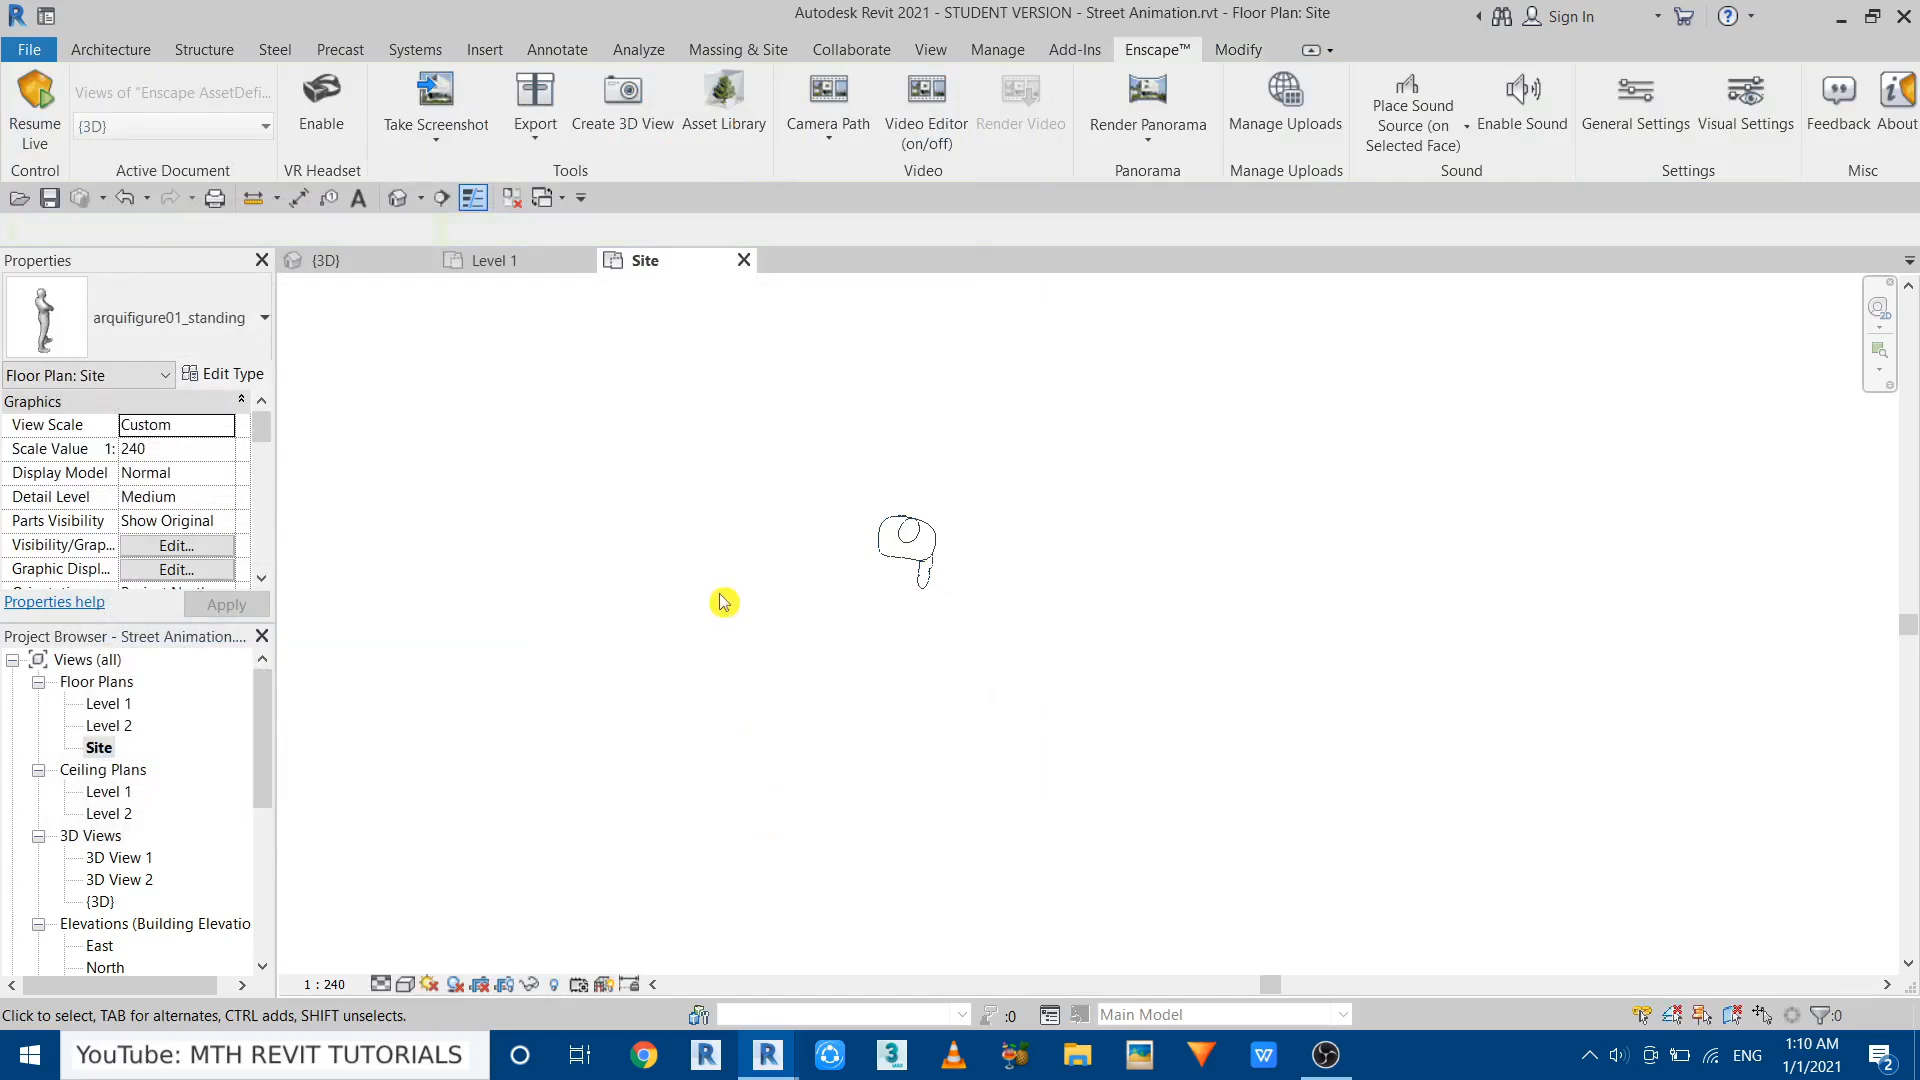 Autodesk Revit 2021 - STUDENT VERSION - Street Animation.rvt - Floor Plan: Site
Sign In
File Architecture Structure Steel Precast Systems Insert Annotate Analyze Massing & Site Collaborate View Manage Add-Ins Enscape™ Modify
Resume Live
Control
Views of "Enscape AssetDefi...
{3D}
Active Document
Enable
VR Headset
Take Screenshot
Export
Create 3D View
Asset Library
Tools
Camera Path
Video Editor (on/off)
Render Video
Video
Render Panorama
Panorama
Manage Uploads
Manage Uploads
Place Sound Source (on Selected Face)
Enable Sound
Sound
General Settings
Visual Settings
Settings
Feedback
About
Misc
Properties
{3D}
Level 1
Site
arquifigure01_standing
Floor Plan: Site
Edit Type
Graphics
View Scale Custom
Scale Value 1: 240
Display Model Normal
Detail Level Medium
Parts Visibility Show Original
Visibility/Grap... Edit...
Graphic Displ... Edit...
Properties help
Apply
Project Browser - Street Animation....
Views (all)
Floor Plans
Level 1
Level 2
Site
Ceiling Plans
Level 1
Level 2
3D Views
3D View 1
3D View 2
{3D}
Elevations (Building Elevatio
East
North
1 : 240
Click to select, TAB for alternates, CTRL adds, SHIFT unselects.
:0
Main Model
:0
YouTube: MTH REVIT TUTORIALS
ENG
1:10 AM
1/1/2021
2
2D